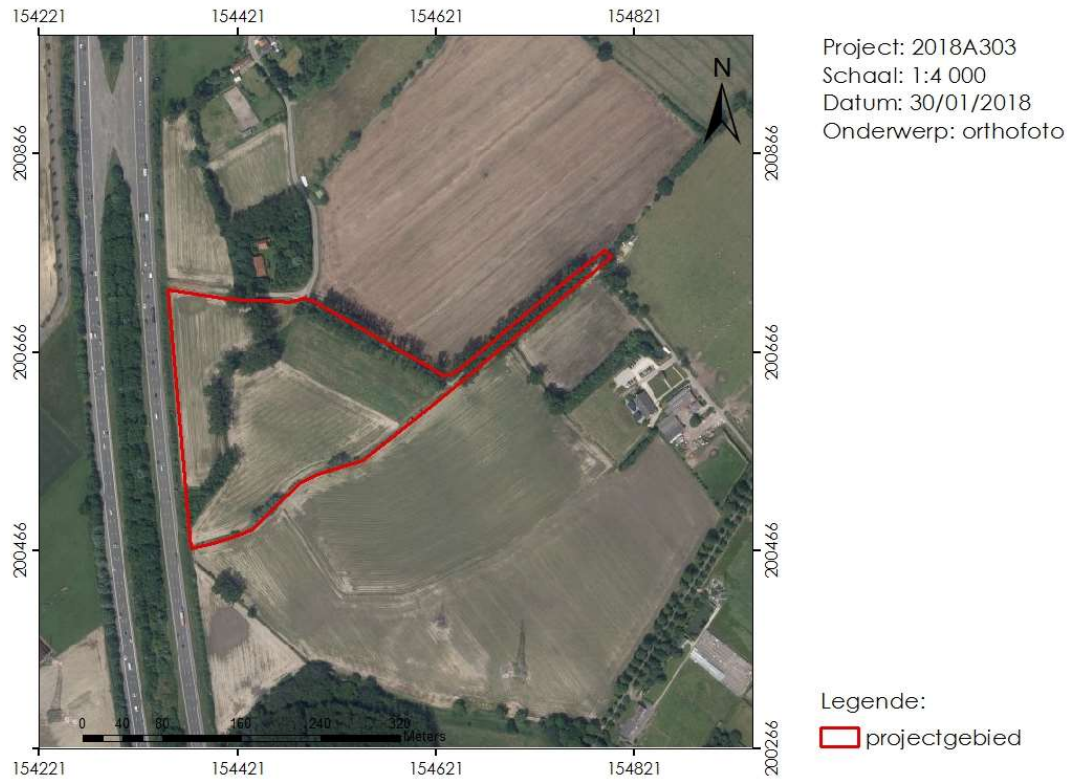 154221 154421 154621 154821
Project: 2018A303
Schaal: 1:4 000
Datum: 30/01/2018
Onderwerp: orthofoto
N
200866 200866
200666 200666
200466 200466
0 40 80 160 240 320
Meters
200266
154221 154421 154621 154821
Legende:
projectgebied